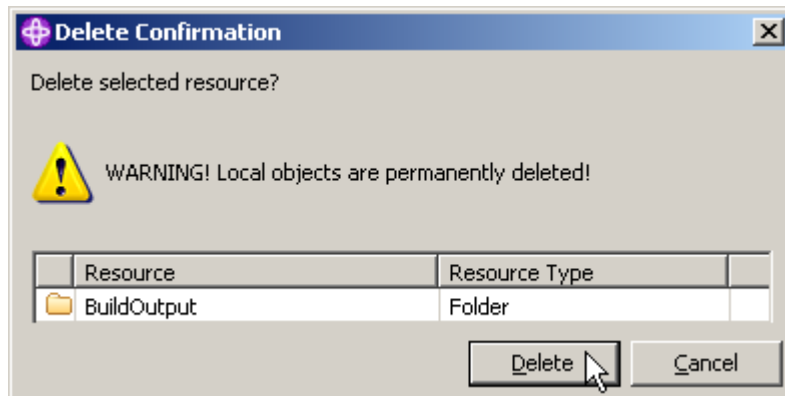 Delete Confirmation
Delete selected resource?
WARNING! Local objects are permanently deleted!
Resource Resource Type
BuildOutput Folder
Delete Cancel